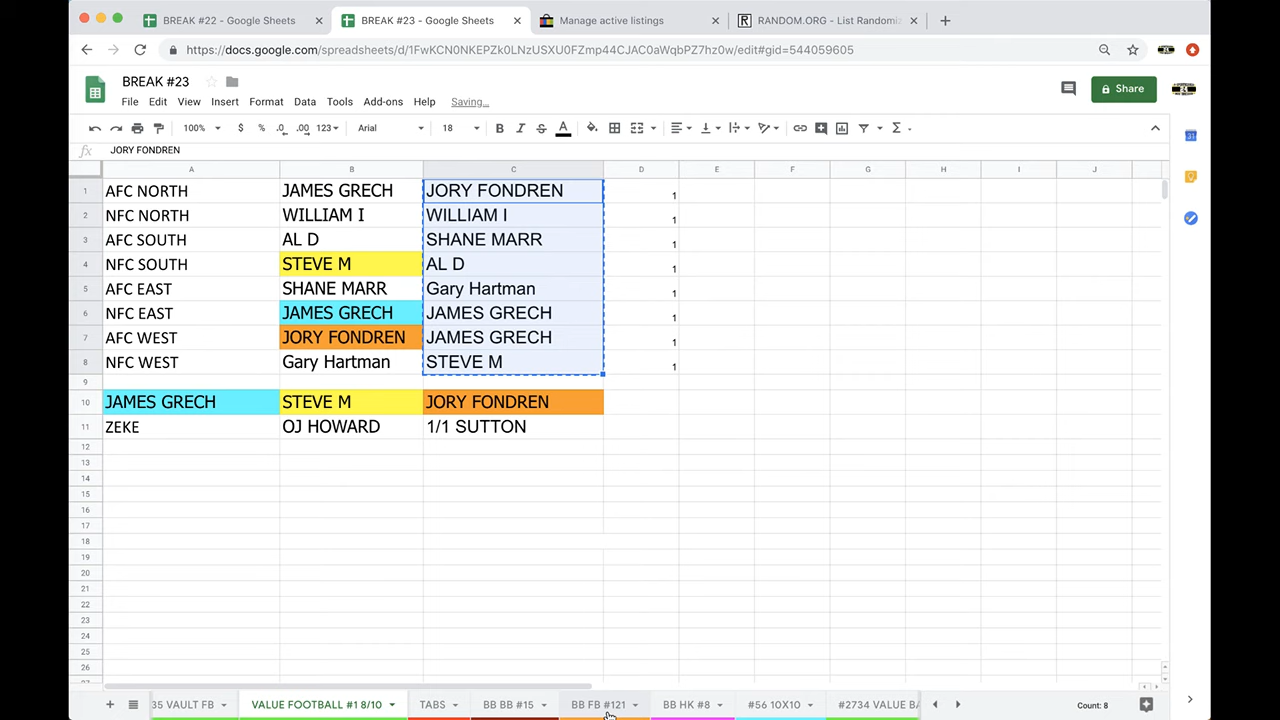 BREAK #22 - Google Sheets
BREAK #23 - Google Sheets
Manage active listings
RANDOM.ORG - List Randomiz
https://docs.google.com/spreadsheets/d/1FwKCN0NKEPZk0LNzUSXU0FZmp44CJAC0aWqbPZ7hz0w/edit#gid=544059605
BREAK #23
File Edit View Insert Format Data Tools Add-ons Help Saving...
Share
100% $ % .0 .00 123 Arial 18 B I S A
fx JORY FONDREN
A B C D E F G H I J
1 AFC NORTH JAMES GRECH JORY FONDREN 1
2 NFC NORTH WILLIAM I WILLIAM I 1
3 AFC SOUTH AL D SHANE MARR 1
4 NFC SOUTH STEVE M AL D 1
5 AFC EAST SHANE MARR Gary Hartman 1
6 NFC EAST JAMES GRECH JAMES GRECH 1
7 AFC WEST JORY FONDREN JAMES GRECH 1
8 NFC WEST Gary Hartman STEVE M 1
9
10 JAMES GRECH STEVE M JORY FONDREN
11 ZEKE OJ HOWARD 1/1 SUTTON
12
13
14
15
16
17
18
19
20
21
22
23
24
25
26
35 VAULT FB VALUE FOOTBALL #1 8/10 TABS BB BB #15 BB FB #121 BB HK #8 #56 10X10 #2734 VALUE BA Count: 8